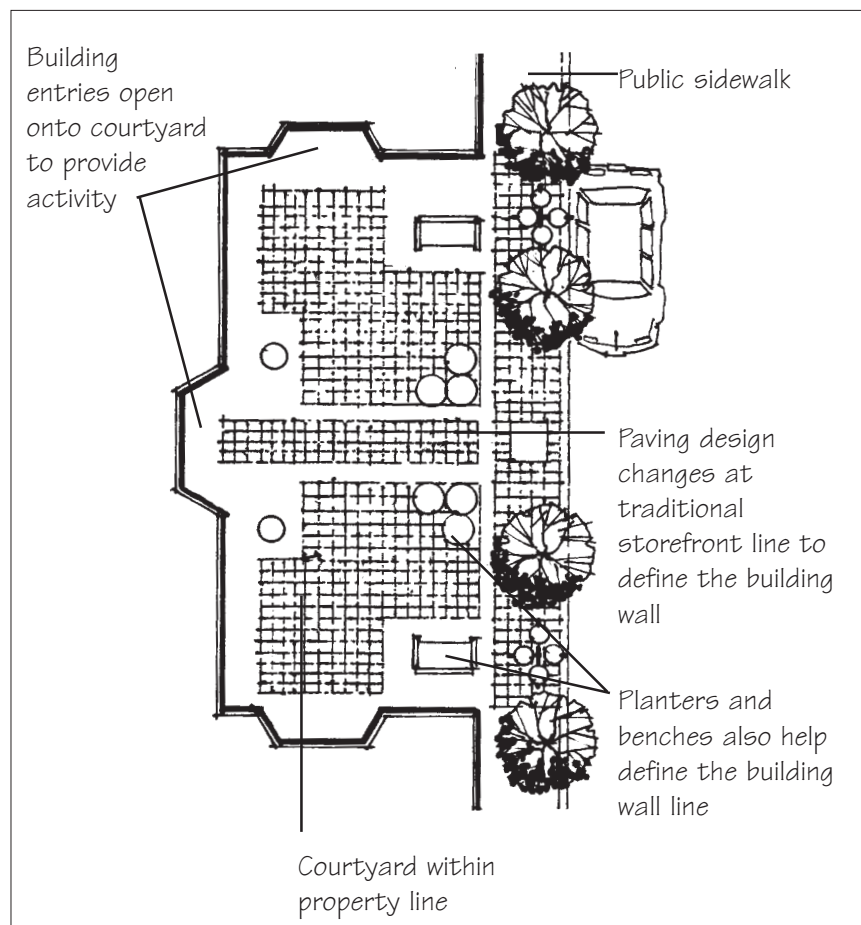 Building
entries open
onto courtyard
to provide
activity
Public sidewalk
Paving design
changes at
traditional
storefront line to
define the building
wall
Planters and
benches also help
define the building
wall line
Courtyard within
property line